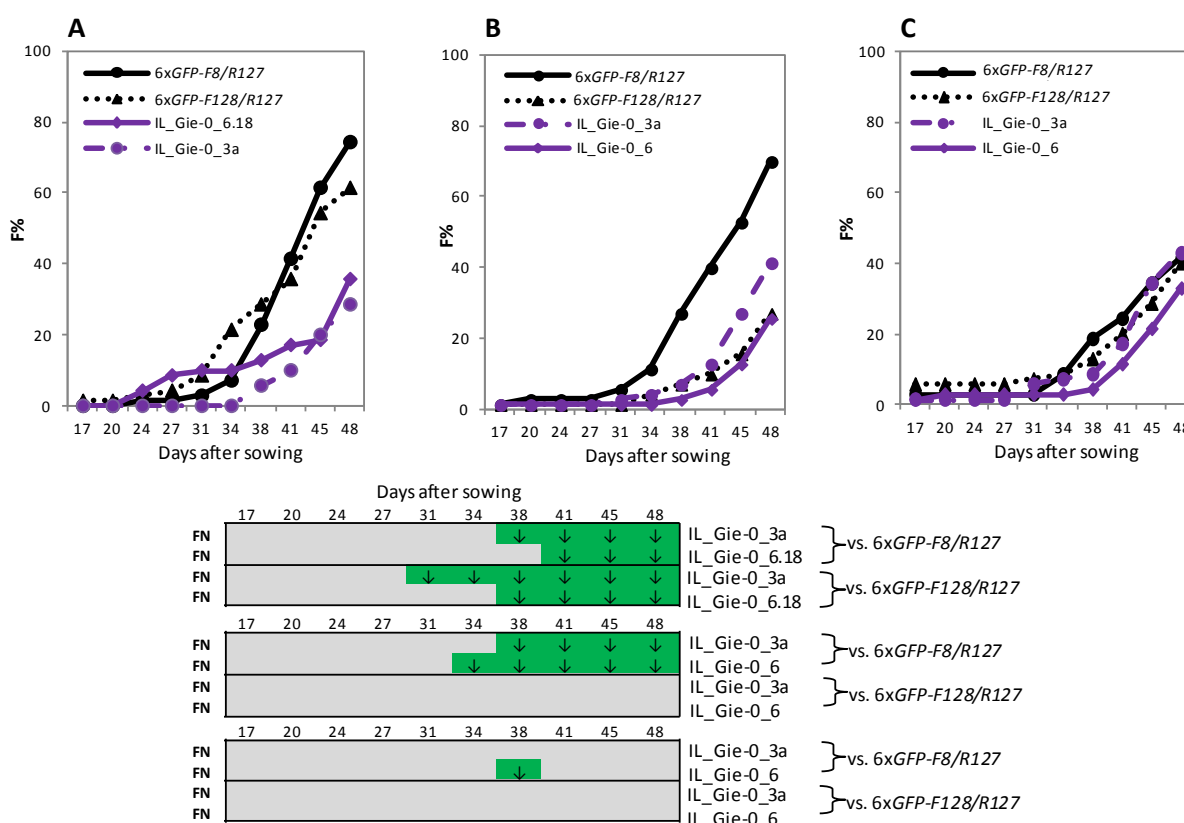 A
100
80
60
40
20
0
F%
6xGFP-F8/R127
6xGFP-F128/R127
IL_Gie-0_6.18
IL_Gie-0_3a
17 20 24 27 31 34 38 41 45 48
Days after sowing
B
100
80
60
40
20
0
F%
6xGFP-F8/R127
6xGFP-F128/R127
IL_Gie-0_3a
IL_Gie-0_6
17 20 24 27 31 34 38 41 45 48
Days after sowing
C
100
80
60
40
20
0
F%
6xGFP-F8/R127
6xGFP-F128/R127
IL_Gie-0_3a
IL_Gie-0_6
17 20 24 27 31 34 38 41 45 48
Days after sowing
Days after sowing
17 20 24 27 31 34 38 41 45 48
FN ↓ ↓ ↓ ↓ IL_Gie-0_3a
FN ↓ ↓ ↓ IL_Gie-0_6.18
vs. 6xGFP-F8/R127
FN ↓ ↓ ↓ ↓ ↓ ↓ IL_Gie-0_3a
FN ↓ ↓ ↓ ↓ IL_Gie-0_6.18
vs. 6xGFP-F128/R127
17 20 24 27 31 34 38 41 45 48
FN ↓ ↓ ↓ ↓ IL_Gie-0_3a
FN ↓ ↓ ↓ ↓ ↓ IL_Gie-0_6
vs. 6xGFP-F8/R127
FN IL_Gie-0_3a
FN IL_Gie-0_6
vs. 6xGFP-F128/R127
17 20 24 27 31 34 38 41 45 48
FN IL_Gie-0_3a
FN ↓ IL_Gie-0_6
vs. 6xGFP-F8/R127
FN IL_Gie-0_3a
FN IL_Gie-0_6
vs. 6xGFP-F128/R127